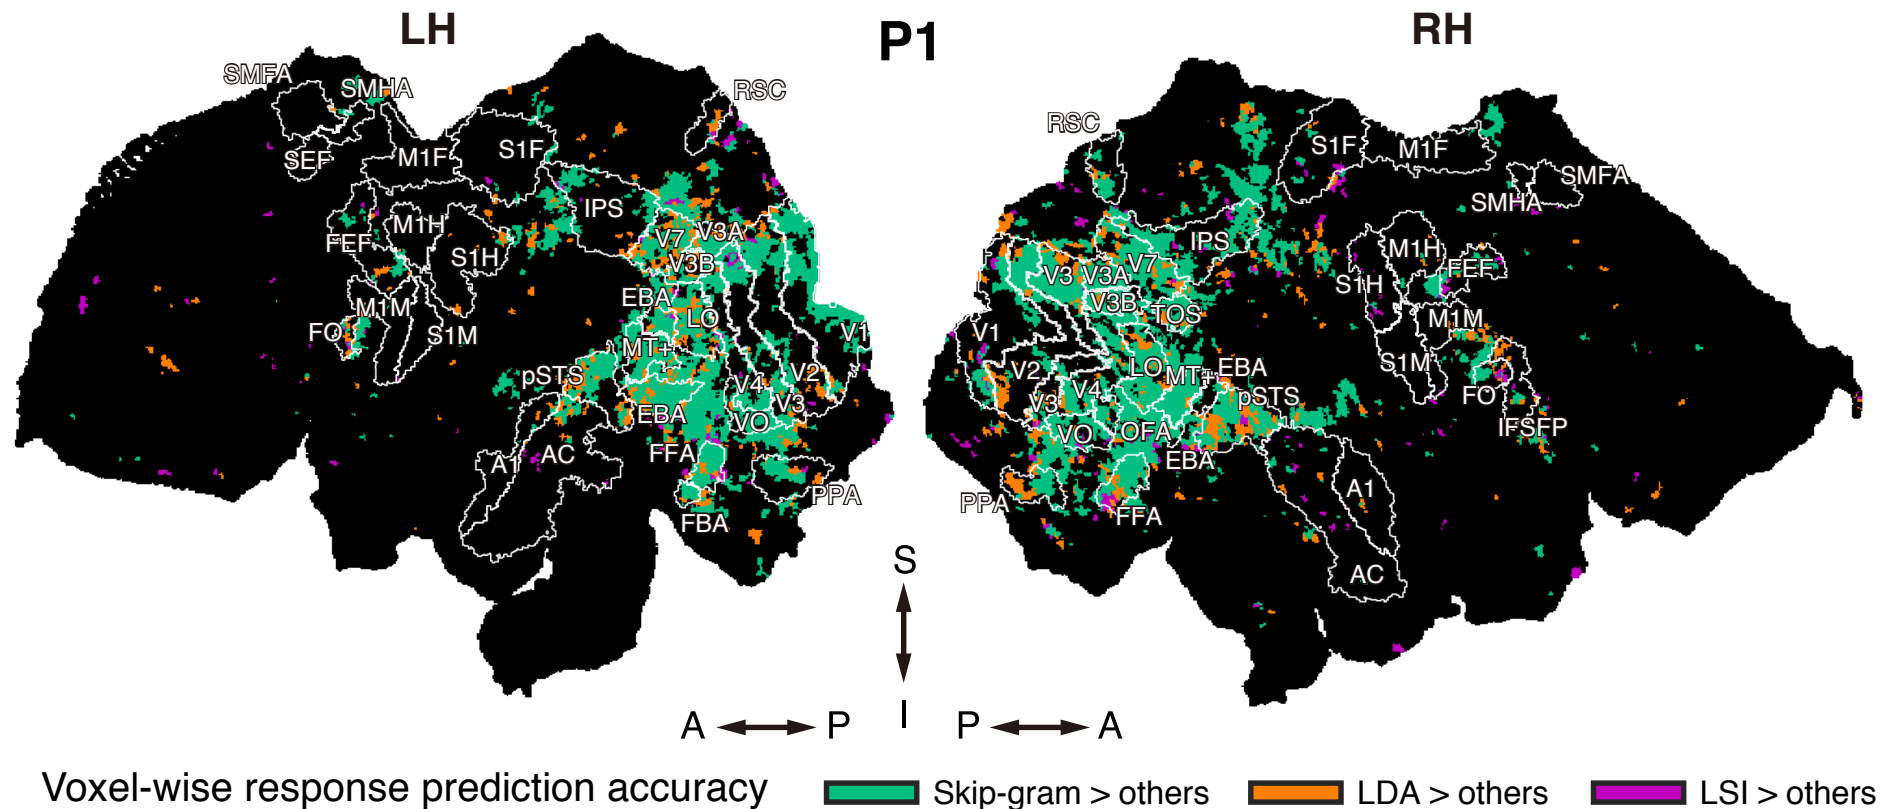 LH
P1
RH
SMFA
SMHA
RSC
SEF
M1F
S1F
IPS
FEF
M1H
S1H
V7
V3A
V3B
EBA
LO
M1M
FO
S1M
MT+
V1
pSTS
V4
V2
EBA
VO
V3
A1
AC
FFA
PPA
FBA
RSC
S1F
M1F
SMFA
SMHA
IPS
M1H
V3
V3A
V7
S1H
FEF
V3B
TOS
V1
M1M
V2
LO
MT+
EBA
S1M
V4
pSTS
FO
V3
IFSFP
VO
OFA
EBA
A1
PPA
FFA
AC
S
I
A
P
P
A
Voxel-wise response prediction accuracy
Skip-gram > others
LDA > others
LSI > others